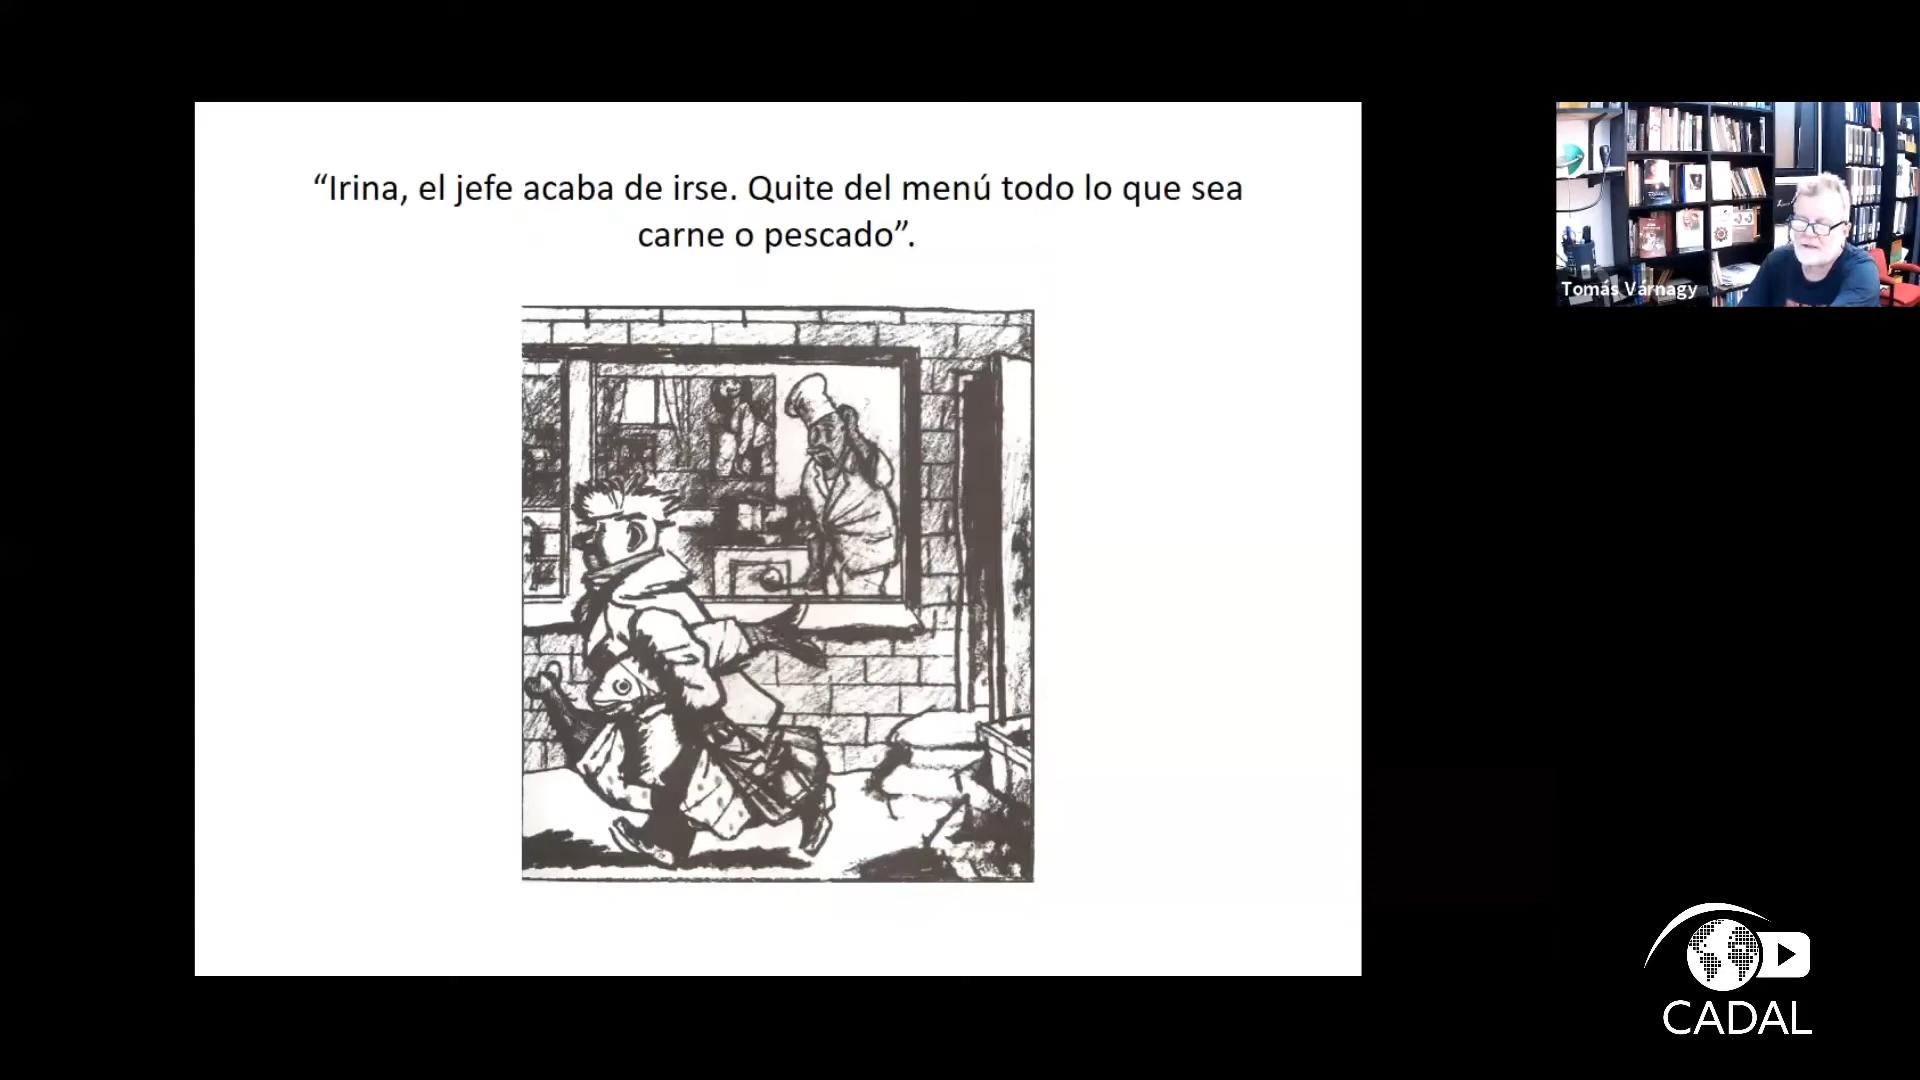 “Irina, el jefe acaba de irse. Quite del menú todo lo que sea
carne o pescado”.
Tomás Várnagy
CADAL